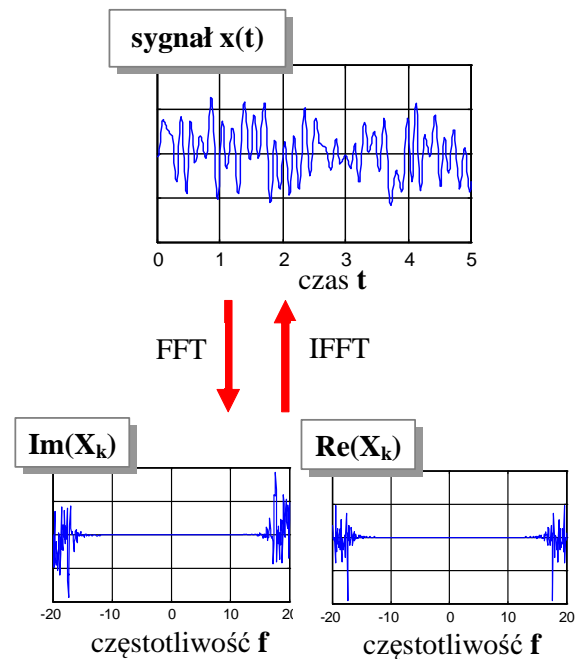 sygnał x(t)
0 1 2 3 4 5
czas t
FFT IFFT
Im(Xk) Re(Xk)
-20 -10 0 10 20 -20 -10 0 10 20
częstotliwość f częstotliwość f